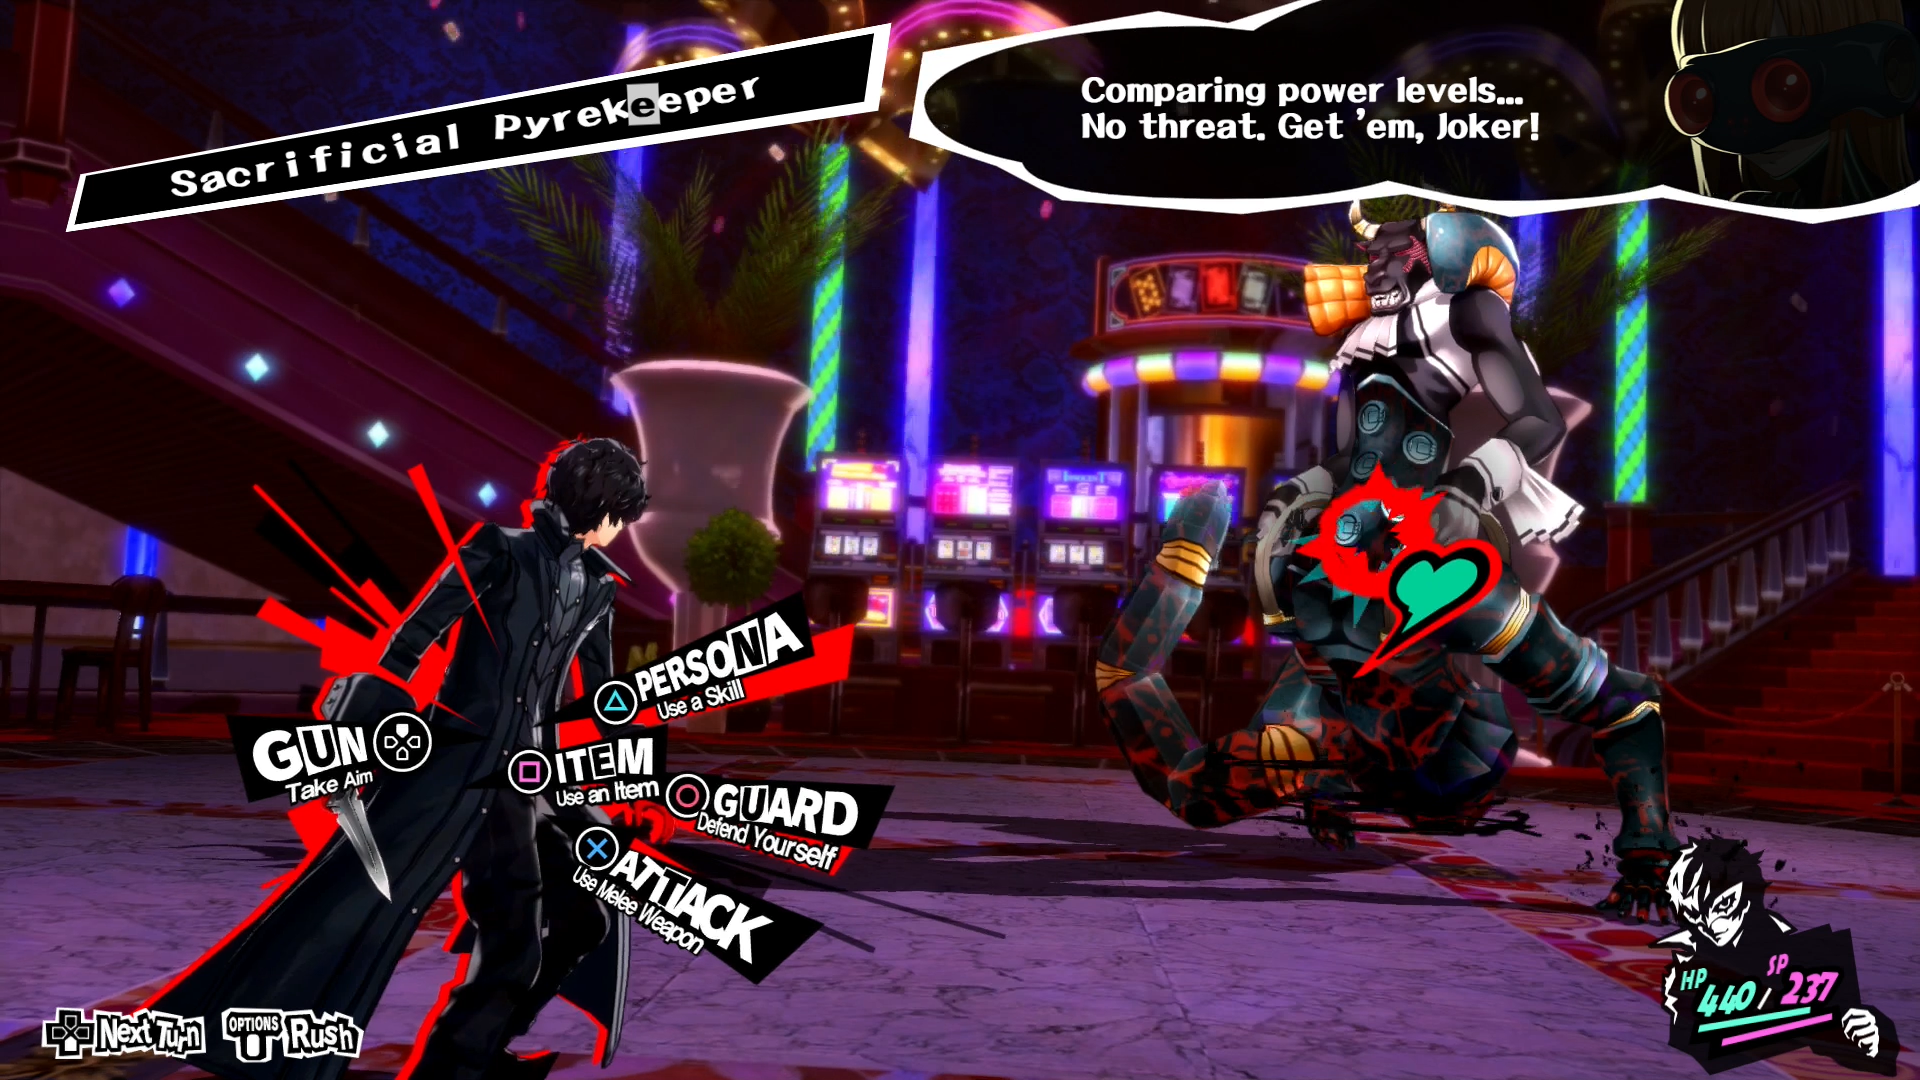 Sacrificial Pyrekeeper
Comparing power levels...
No threat. Get 'em, Joker!
PERSONA
Use a Skill
GUN
Take Aim
ITEM
Use an Item
GUARD
Defend Yourself
ATTACK
Use Melee Weapon
HP
440/
SP
237
Next Turn
OPTIONS
Rush